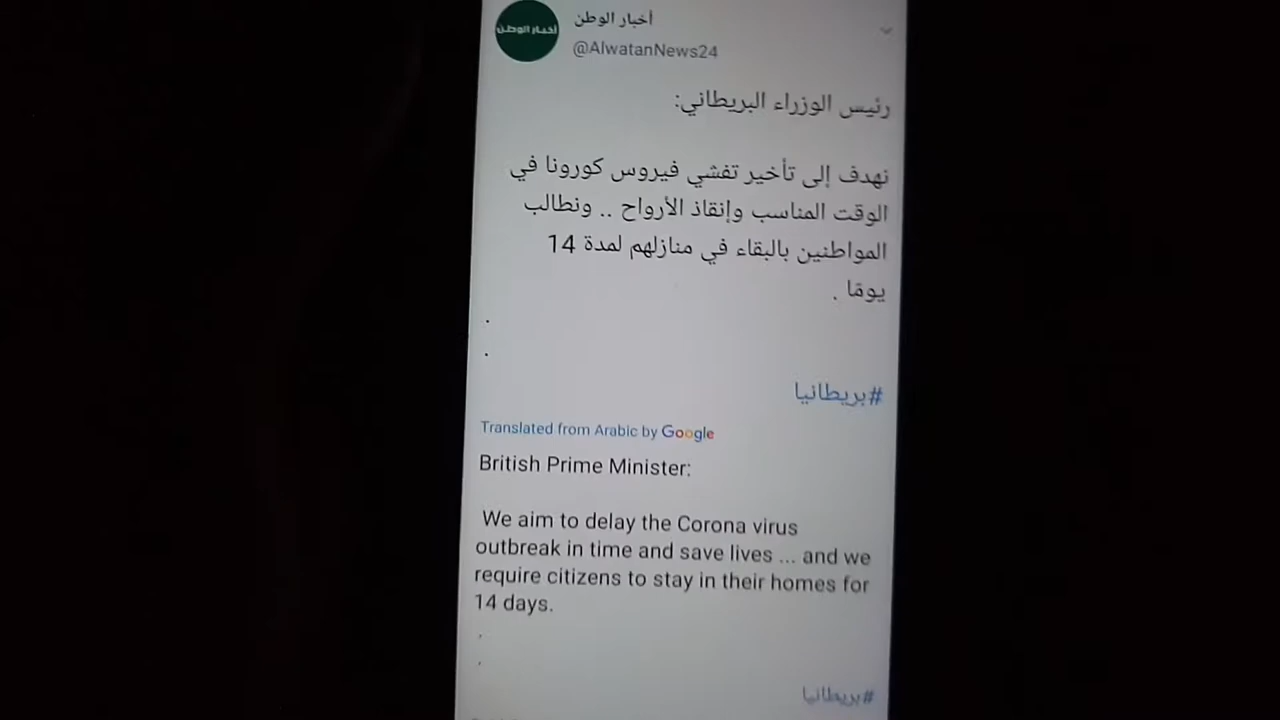 أخبار الوطن
أخبار الوطن
@AlwatanNews24
رئيس الوزراء البريطاني:
نهدف إلى تأخير تفشي فيروس كورونا في
الوقت المناسب وإنقاذ الأرواح .. ونطالب
المواطنين بالبقاء في منازلهم لمدة 14
يومًا .
.
.
#بريطانيا
Translated from Arabic by Google
British Prime Minister:
We aim to delay the Corona virus
outbreak in time and save lives ... and we
require citizens to stay in their homes for
14 days.
.
.
#بريطانيا